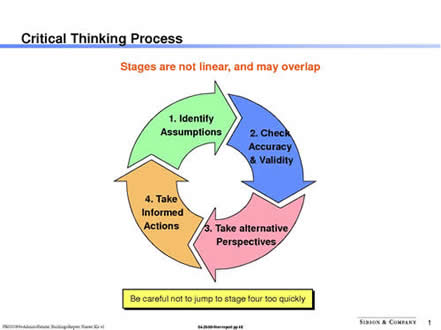 Critical Thinking Process
Stages are not linear, and may overlap
1. Identify
Assumptions
2. Check
Accuracy
& Validity
3. Take alternative
Perspectives
4. Take
Informed
Actions
Be careful not to jump to stage four too quickly
SIBSON & COMPANY
1